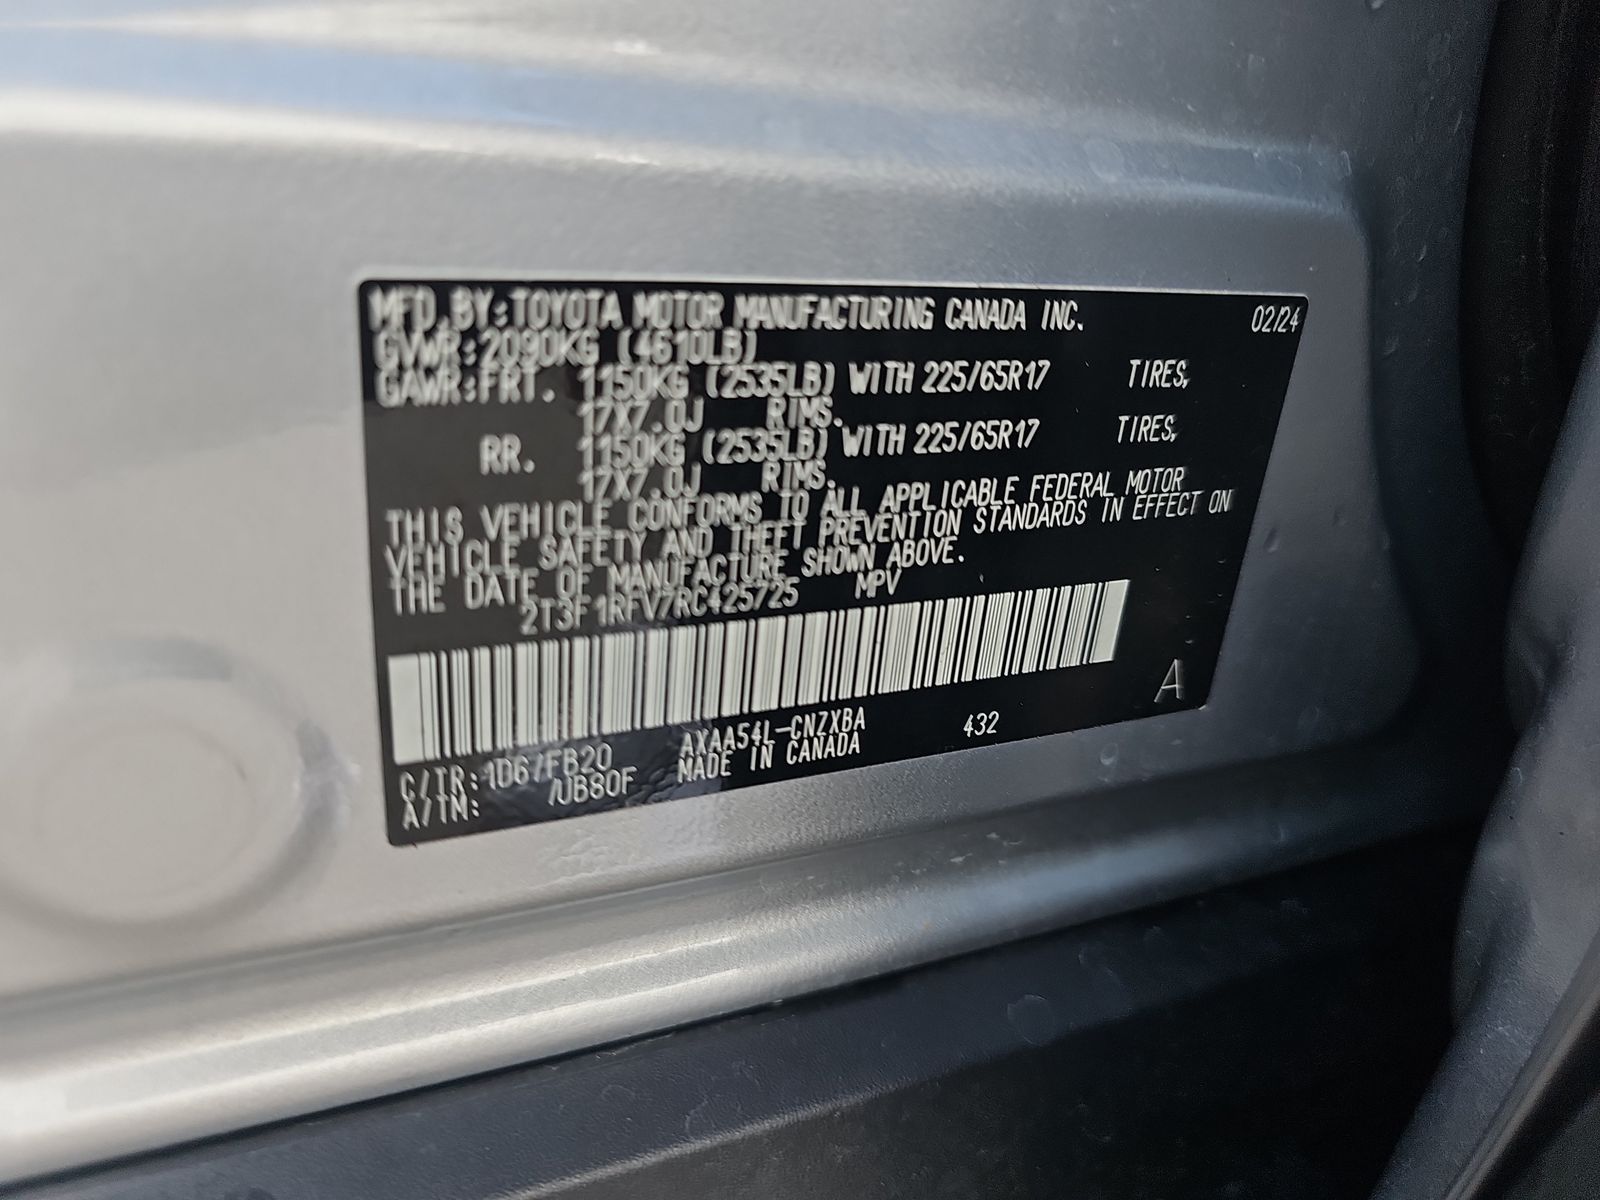 MFD.BY:TOYOTA MOTOR MANUFACTURING CANADA INC. 02/24
GVWR:2090KG (4610LB)
GAWR:FRT. 1150KG (2535LB) WITH 225/65R17 TIRES,
17X7.0J RIMS.
RR. 1150KG (2535LB) WITH 225/65R17 TIRES,
17X7.0J RIMS.
THIS VEHICLE CONFORMS TO ALL APPLICABLE FEDERAL MOTOR
VEHICLE SAFETY AND THEFT PREVENTION STANDARDS IN EFFECT ON
THE DATE OF MANUFACTURE SHOWN ABOVE.
2T3F1RFV7RC425725 MPV
A
C/TR:1D6/FB20 AXAA54L-CNZXBA 432
A/TM: /UB80F MADE IN CANADA